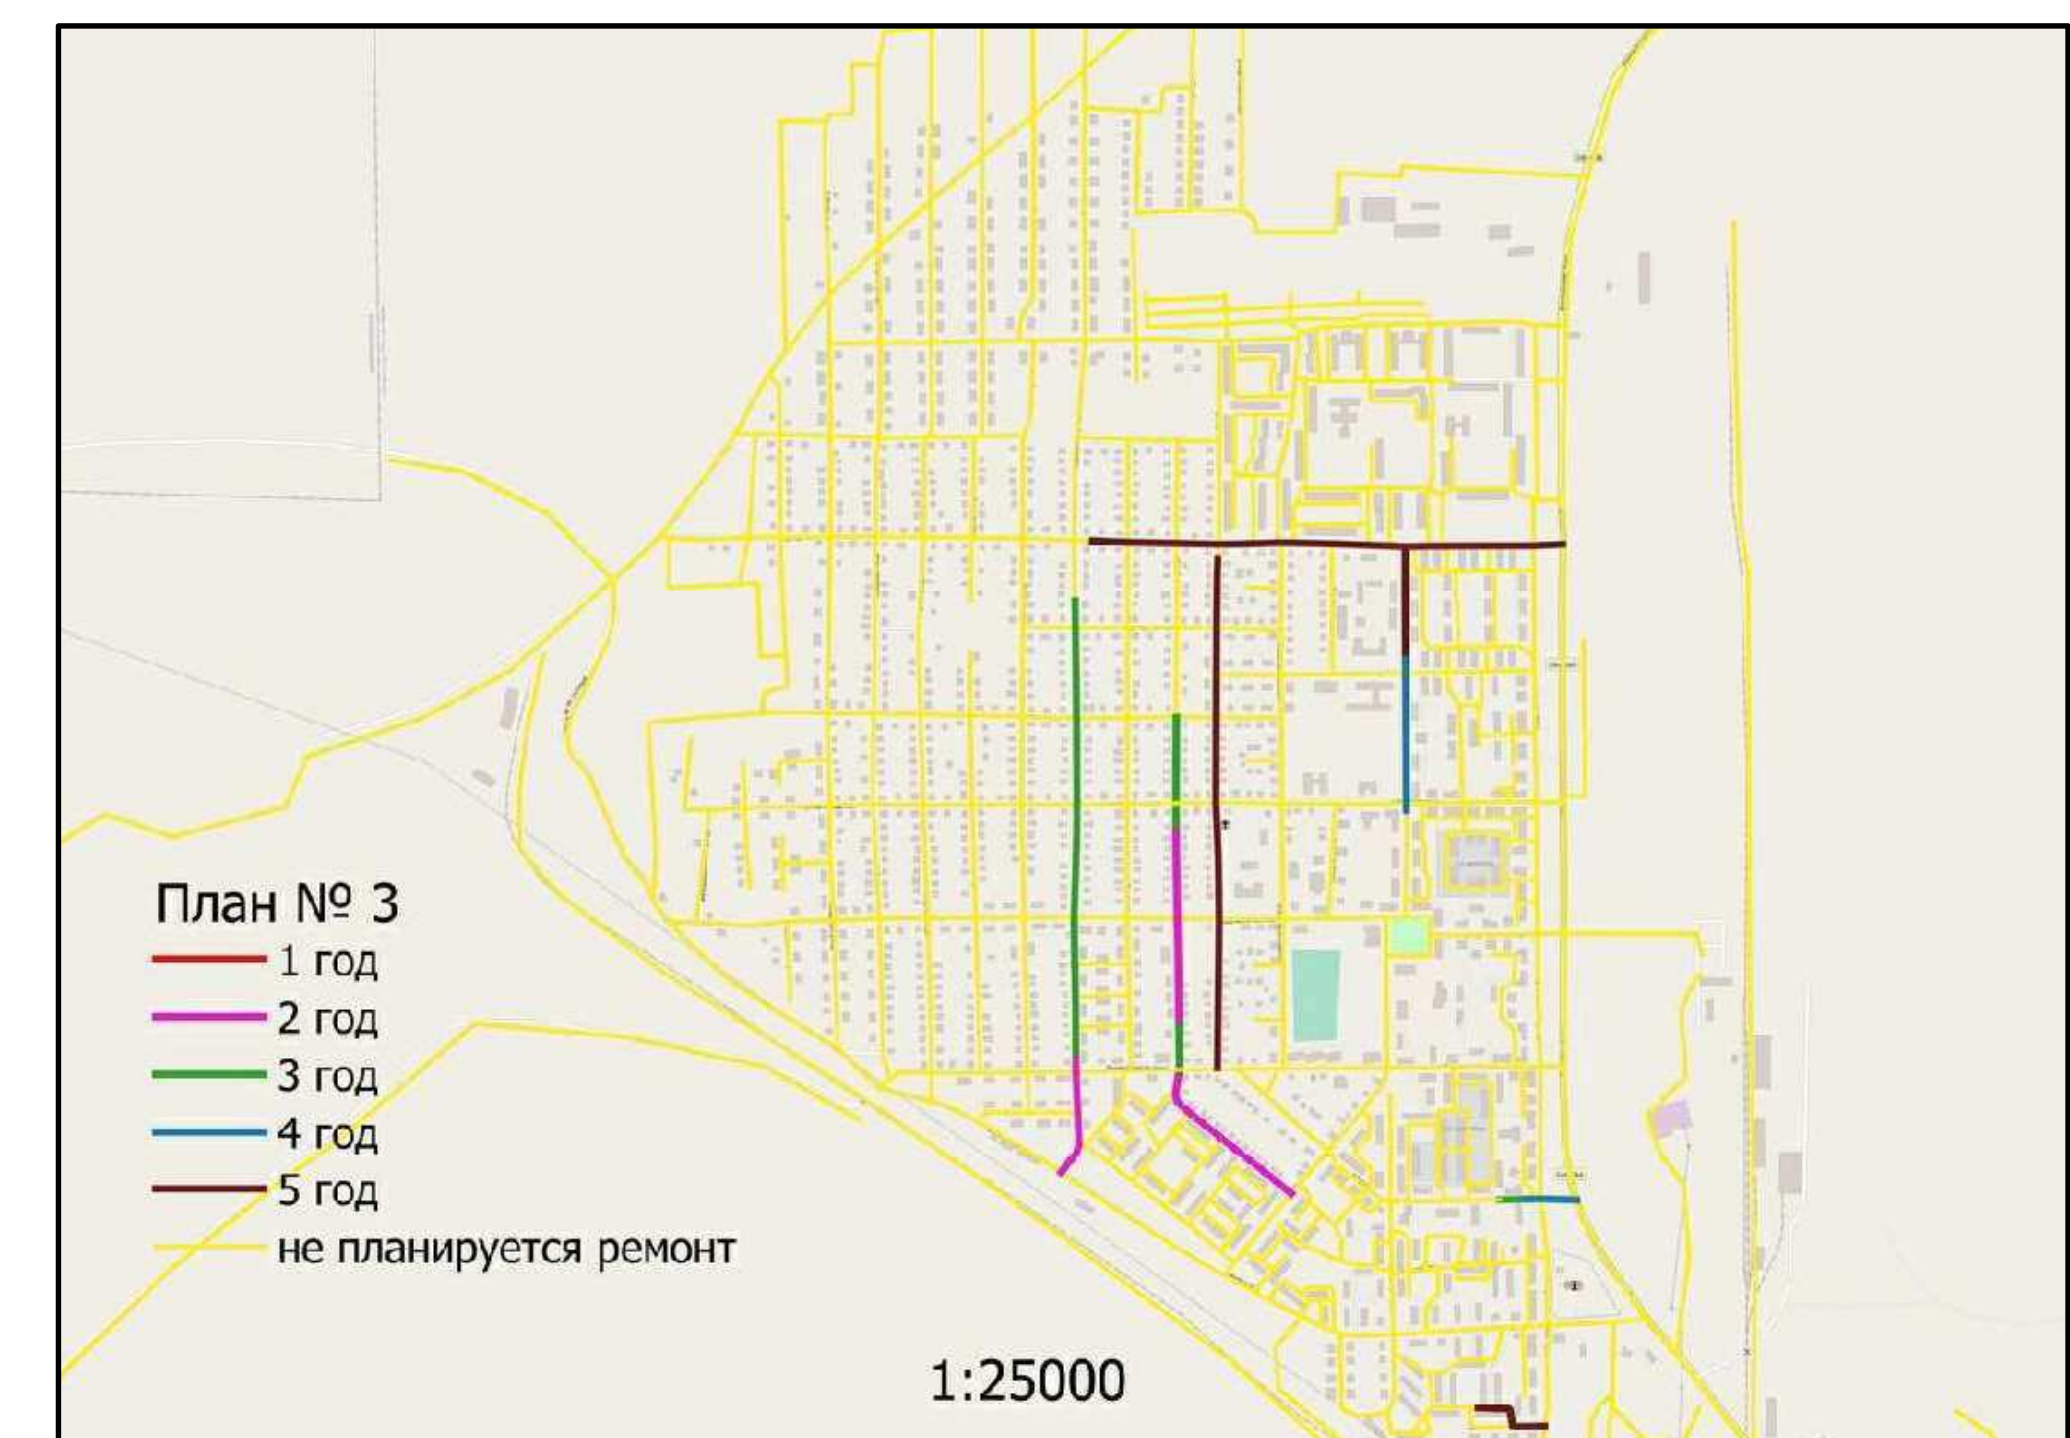 План № 3
1 год
2 год
3 год
4 год
5 год
не планируется ремонт
1:25000